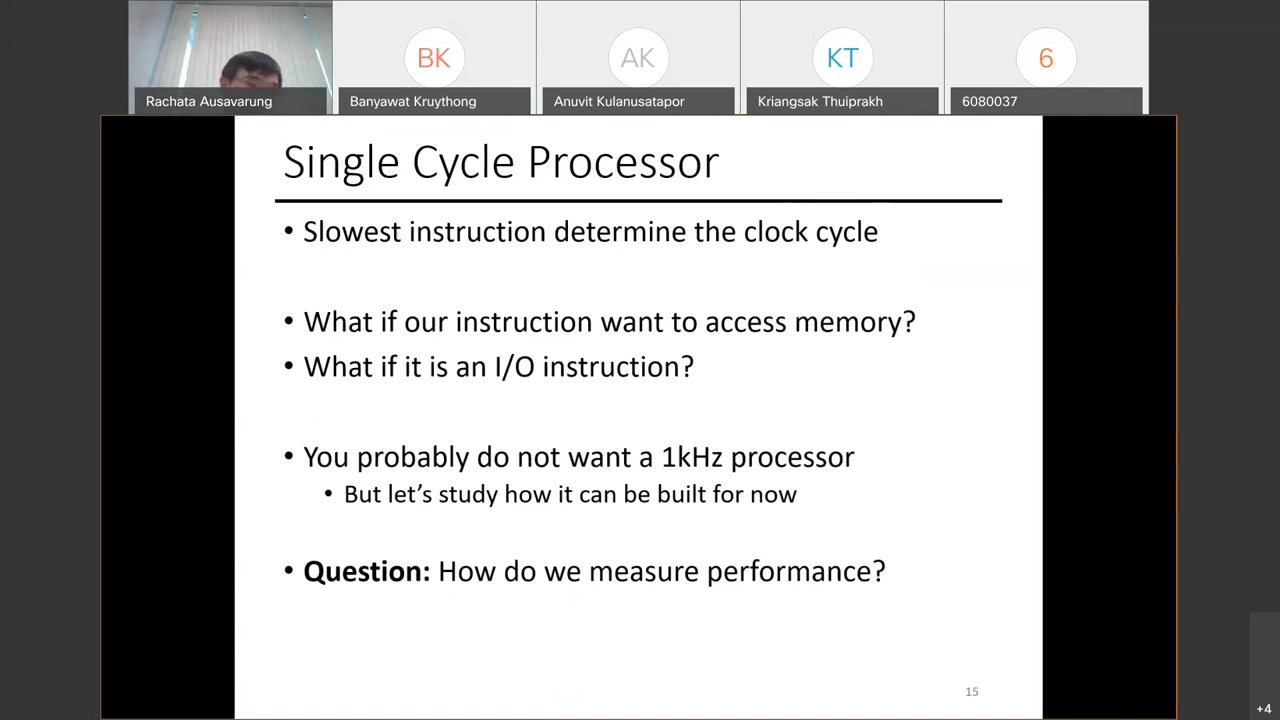 BK
AK
KT
6
Rachata Ausavarung
Banyawat Kruythong
Anuvit Kulanusatapor
Kriangsak Thuiprakh
6080037
Single Cycle Processor
• Slowest instruction determine the clock cycle
• What if our instruction want to access memory?
• What if it is an I/O instruction?
• You probably do not want a 1kHz processor
• But let's study how it can be built for now
• Question: How do we measure performance?
15
+4